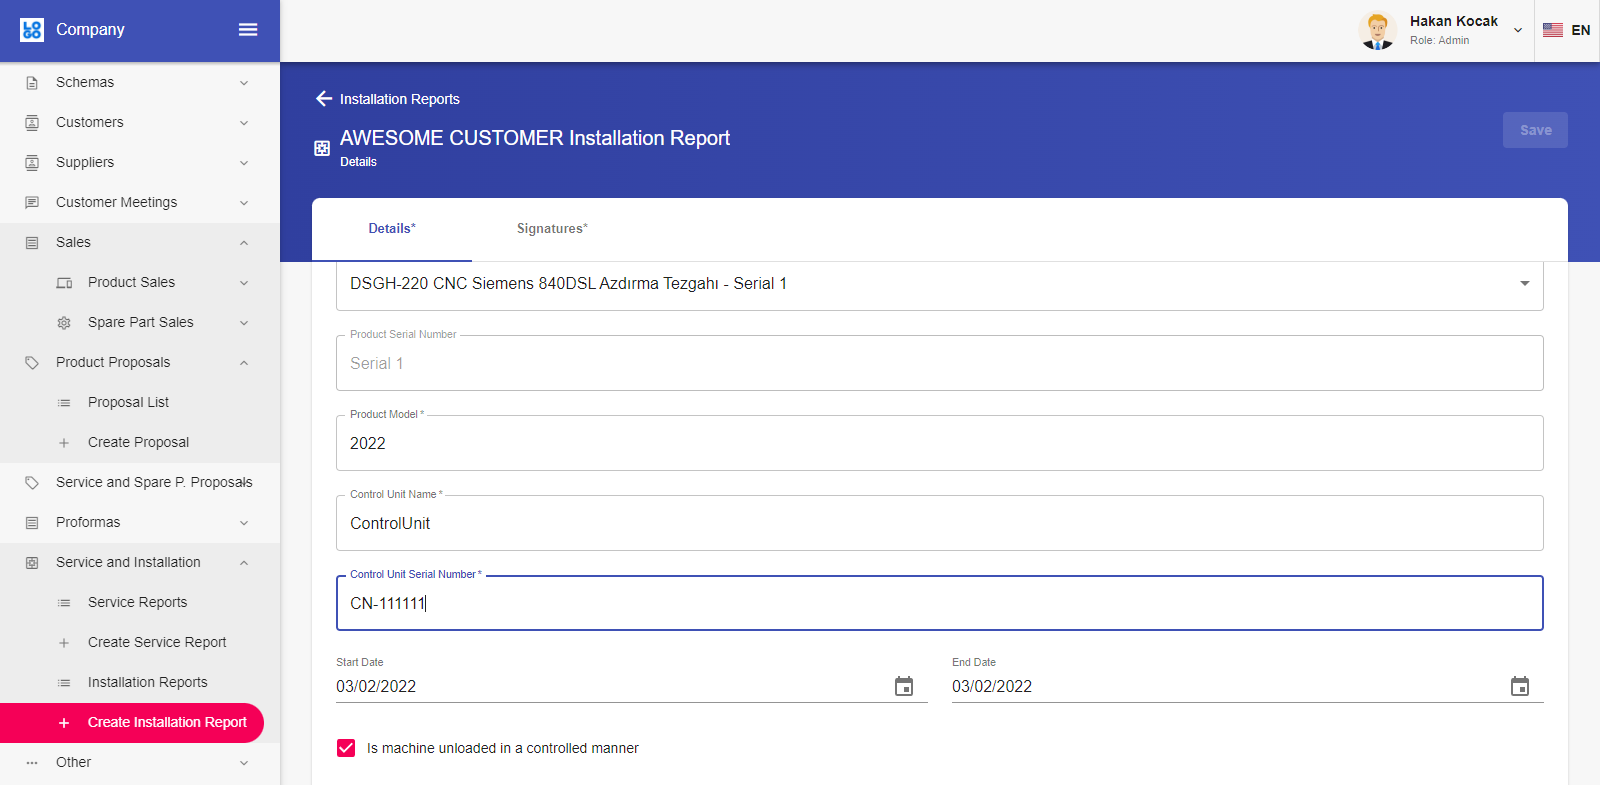 LO
GO
Company
Hakan Kocak
Role: Admin
EN
Schemas
Customers
Suppliers
Customer Meetings
Sales
Product Sales
Spare Part Sales
Product Proposals
Proposal List
Create Proposal
Service and Spare P. Proposals
Proformas
Service and Installation
Service Reports
Create Service Report
Installation Reports
Create Installation Report
Other
Installation Reports
AWESOME CUSTOMER Installation Report
Details
Save
Details*
Signatures*
DSGH-220 CNC Siemens 840DSL Azdırma Tezgahı - Serial 1
Product Serial Number
Serial 1
Product Model *
2022
Control Unit Name *
ControlUnit
Control Unit Serial Number *
CN-111111
Start Date
03/02/2022
End Date
03/02/2022
Is machine unloaded in a controlled manner